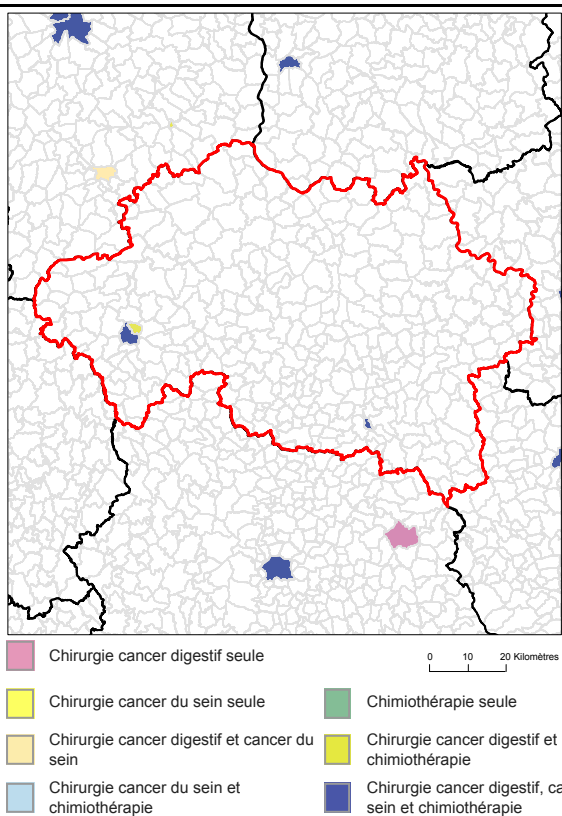 Chirurgie cancer digestif seule
0 10 20 Kilomètres
Chirurgie cancer du sein seule
Chimiothérapie seule
Chirurgie cancer digestif et cancer du
sein
Chirurgie cancer digestif et
chimiothérapie
Chirurgie cancer du sein et
chimiothérapie
Chirurgie cancer digestif, ca
sein et chimiothérapie